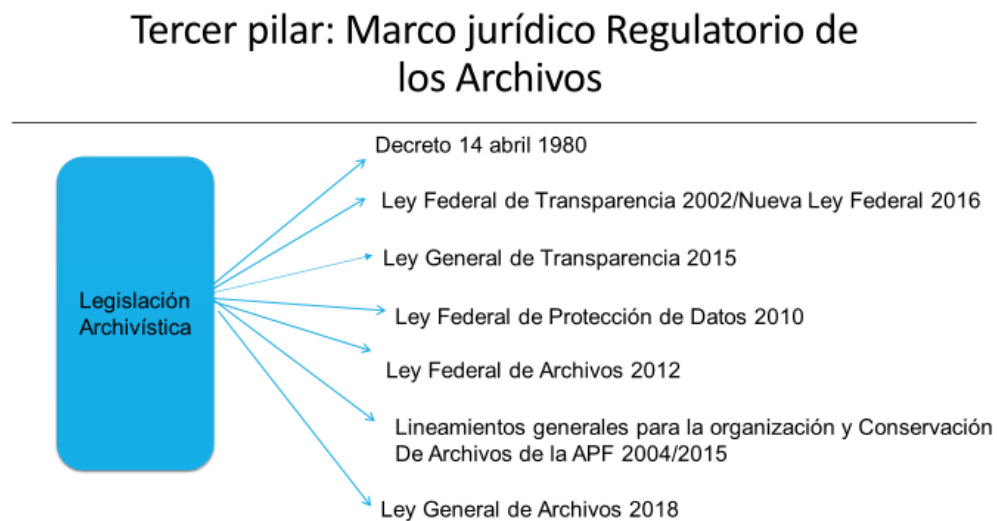 Tercer pilar: Marco jurídico Regulatorio de
los Archivos
Legislación
Archivística
Decreto 14 abril 1980
Ley Federal de Transparencia 2002/Nueva Ley Federal 2016
Ley General de Transparencia 2015
Ley Federal de Protección de Datos 2010
Ley Federal de Archivos 2012
Lineamientos generales para la organización y Conservación
De Archivos de la APF 2004/2015
Ley General de Archivos 2018